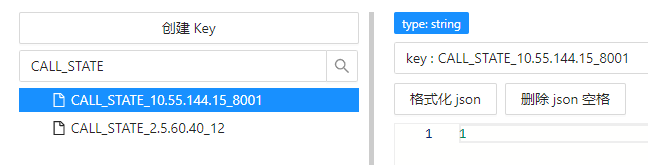 创建 Key
CALL_STATE
CALL_STATE_10.55.144.15_8001
CALL_STATE_2.5.60.40_12
type: string
key : CALL_STATE_10.55.144.15_8001
格式化 json
删除 json 空格
1 1